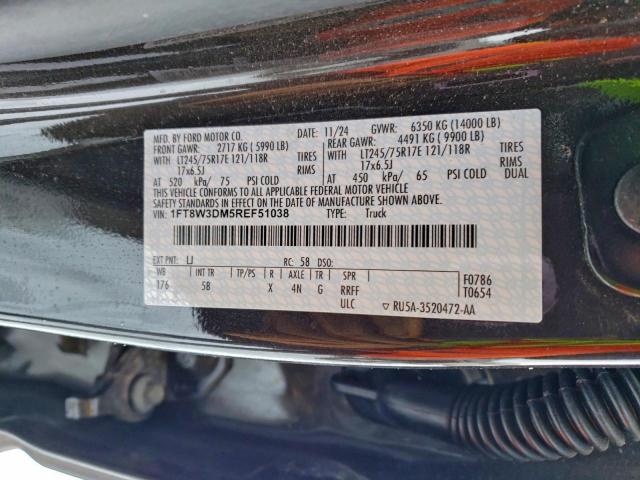 MFD. BY FORD MOTOR CO. DATE: 11/24 GVWR: 6350 KG (14000 LB)
FRONT GAWR: 2717 KG (5990 LB) REAR GAWR: 4491 KG (9900 LB)
WITH LT245/75R17E 121/118R TIRES WITH LT245/75R17E 121/118R TIRES
17x6.5J RIMS 17x6.5J RIMS
AT 520 kPa/ 75 PSI COLD AT 450 kPa/ 65 PSI COLD DUAL
THIS VEHICLE CONFORMS TO ALL APPLICABLE FEDERAL MOTOR VEHICLE
SAFETY STANDARDS IN EFFECT ON THE DATE OF MANUFACTURE SHOWN ABOVE.
VIN: 1FT8W3DM5REF51038 TYPE: Truck
EXT PNT: LJ RC: 58 DSO:
WB INT TR TP/PS R AXLE TR SPR F0786
176 5B X 4N G RRFF T0654
ULC ▽ RU5A-3520472-AA